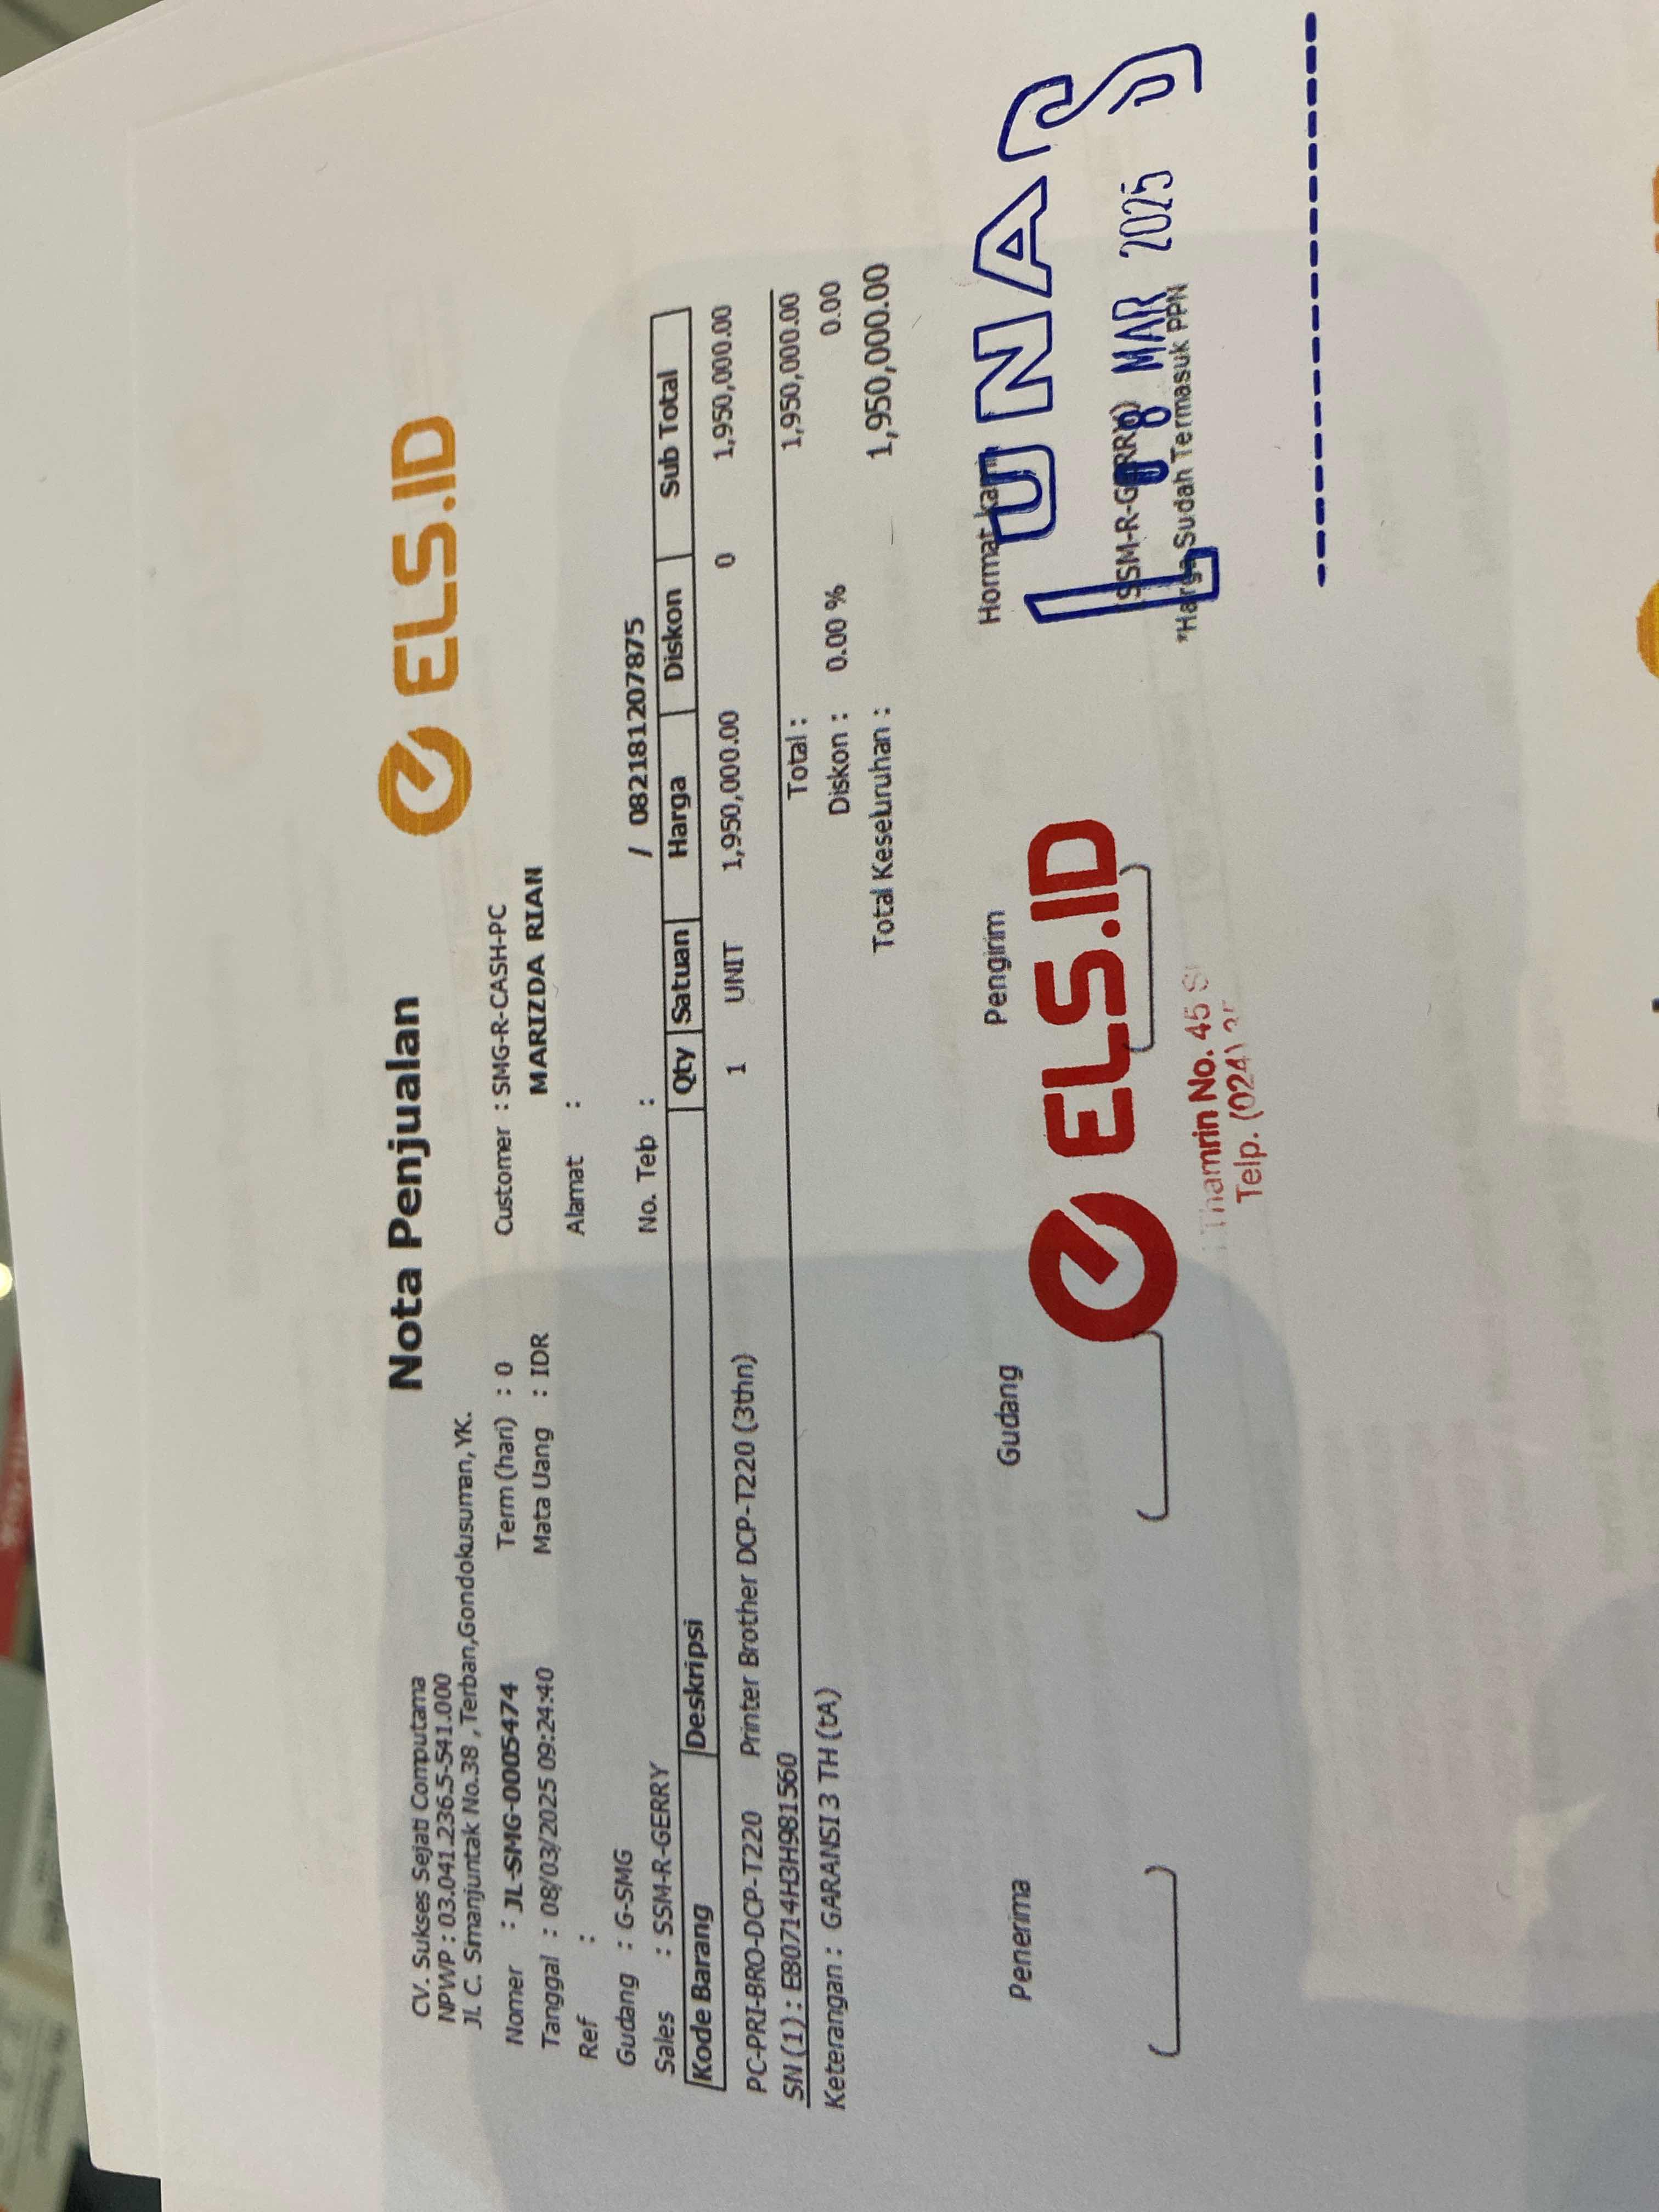 CV. Sukses Sejati Computama
NPWP : 03.041.236.5-541.000
Jl. C. Simanjuntak No.38 , Terban,Gondokusuman, YK.
Nota Penjualan
ELS.ID
Nomer : JL-SMG-0005474 Term (hari) : 0 Customer : SMG-R-CASH-PC
Tanggal : 08/03/2025 09:24:40 Mata Uang : IDR MARIZDA RIAN
Ref : Alamat :
Gudang : G-SMG
Sales : SSM-R-GERRY No. Telp : / 082181207875
Kode Barang Deskripsi Qty Satuan Harga Diskon Sub Total
PC-PRI-BRO-DCP-T220 Printer Brother DCP-T220 (3thn) 1 UNIT 1,950,000.00 0 1,950,000.00
SN (1) : E80714H3H981560 Total : 1,950,000.00
Keterangan : GARANSI 3 TH (tA) Diskon : 0.00 % 0.00
Total Keseluruhan : 1,950,000.00
Penerima Gudang Pengirim Hormat kami
LUNAS
ELS.ID
(SSM-R-GERRY)
08 MAR 2025
*Harga Sudah Termasuk PPN
Thamrin No. 45
Telp. (024)